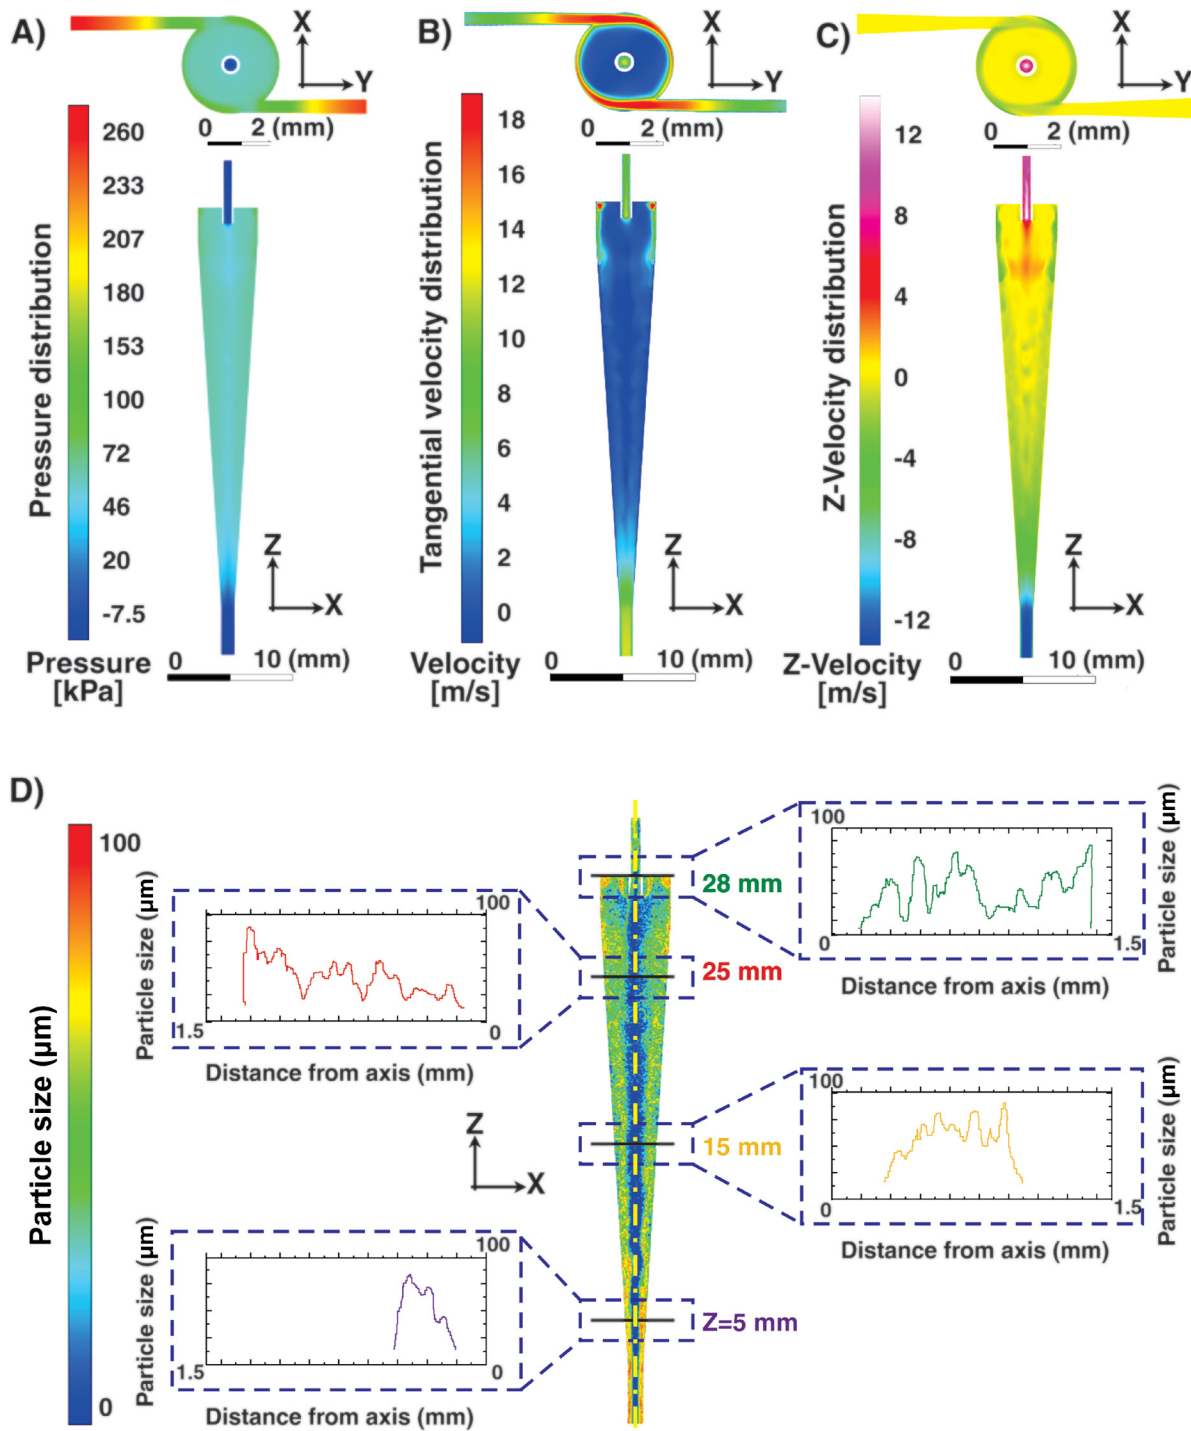 A)
X
Y
0 2 (mm)
Pressure distribution
260
233
207
180
153
100
72
46
20
-7.5
Pressure
[kPa]
Z
X
0 10 (mm)
B)
X
Y
0 2 (mm)
Tangential velocity distribution
18
16
14
12
10
8
6
4
2
0
Velocity
[m/s]
Z
X
0 10 (mm)
C)
X
Y
0 2 (mm)
Z-Velocity distribution
12
8
4
0
-4
-8
-12
Z-Velocity
[m/s]
Z
X
0 10 (mm)
D)
Particle size (μm)
100
0
Particle size (μm)
100
1.5
0
Distance from axis (mm)
25 mm
100
Particle size (μm)
0
1.5
Distance from axis (mm)
28 mm
Z
X
100
Particle size (μm)
0
1.5
Distance from axis (mm)
15 mm
Particle size (μm)
100
1.5
0
Distance from axis (mm)
Z=5 mm